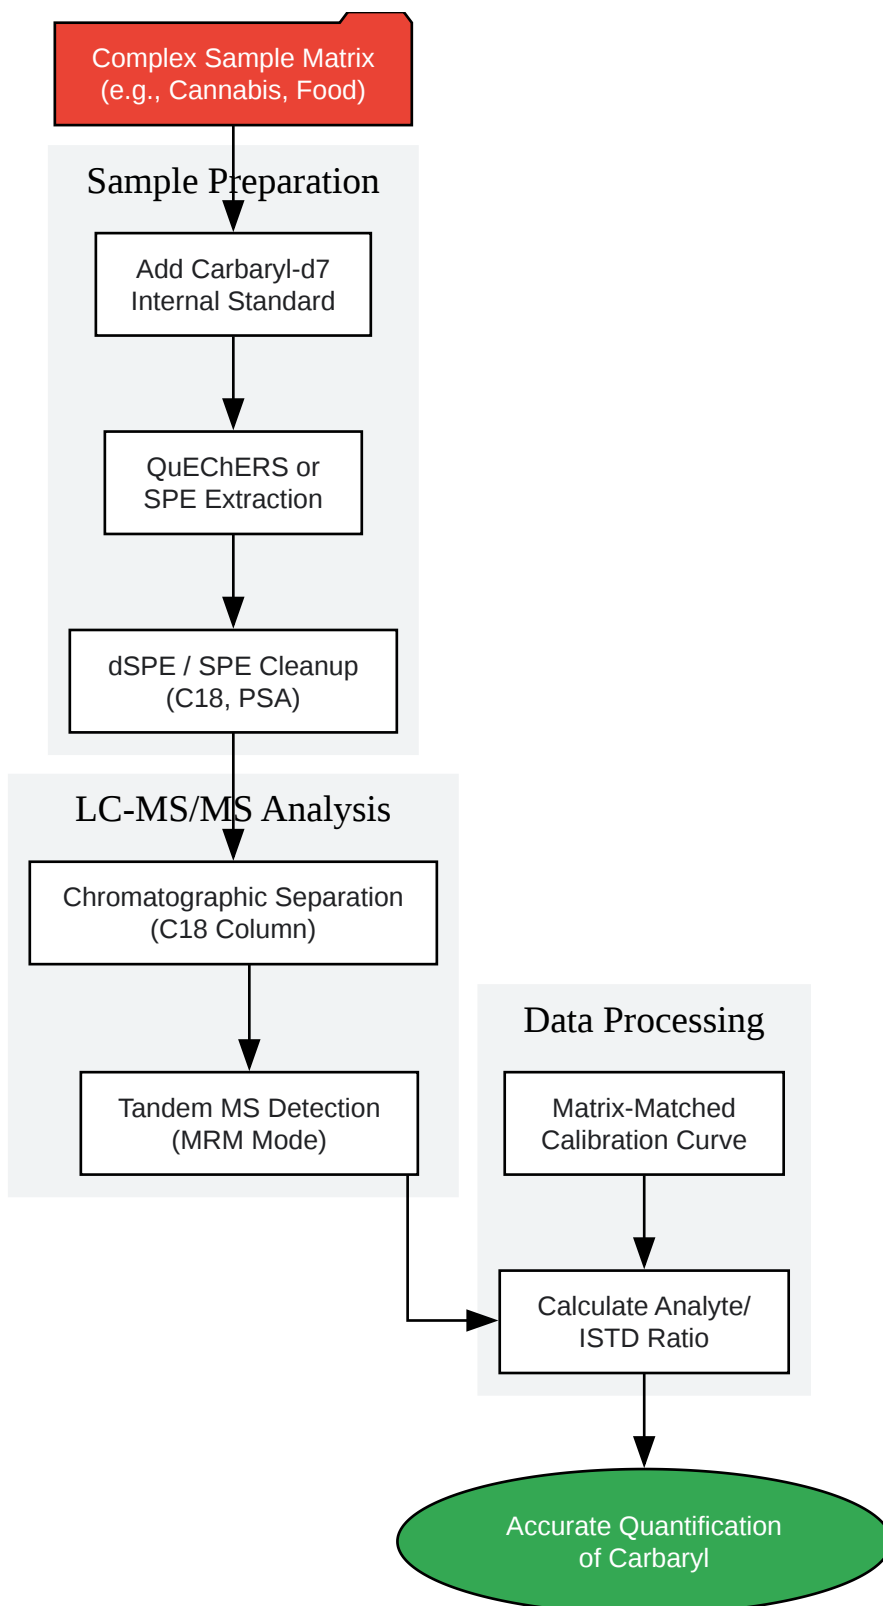 Complex Sample Matrix
(e.g., Cannabis, Food)
Sample Preparation
Add Carbaryl-d7
Internal Standard
QuEChERS or
SPE Extraction
dSPE / SPE Cleanup
(C18, PSA)
LC-MS/MS Analysis
Chromatographic Separation
(C18 Column)
Tandem MS Detection
(MRM Mode)
Data Processing
Matrix-Matched
Calibration Curve
Calculate Analyte/
ISTD Ratio
Accurate Quantification
of Carbaryl